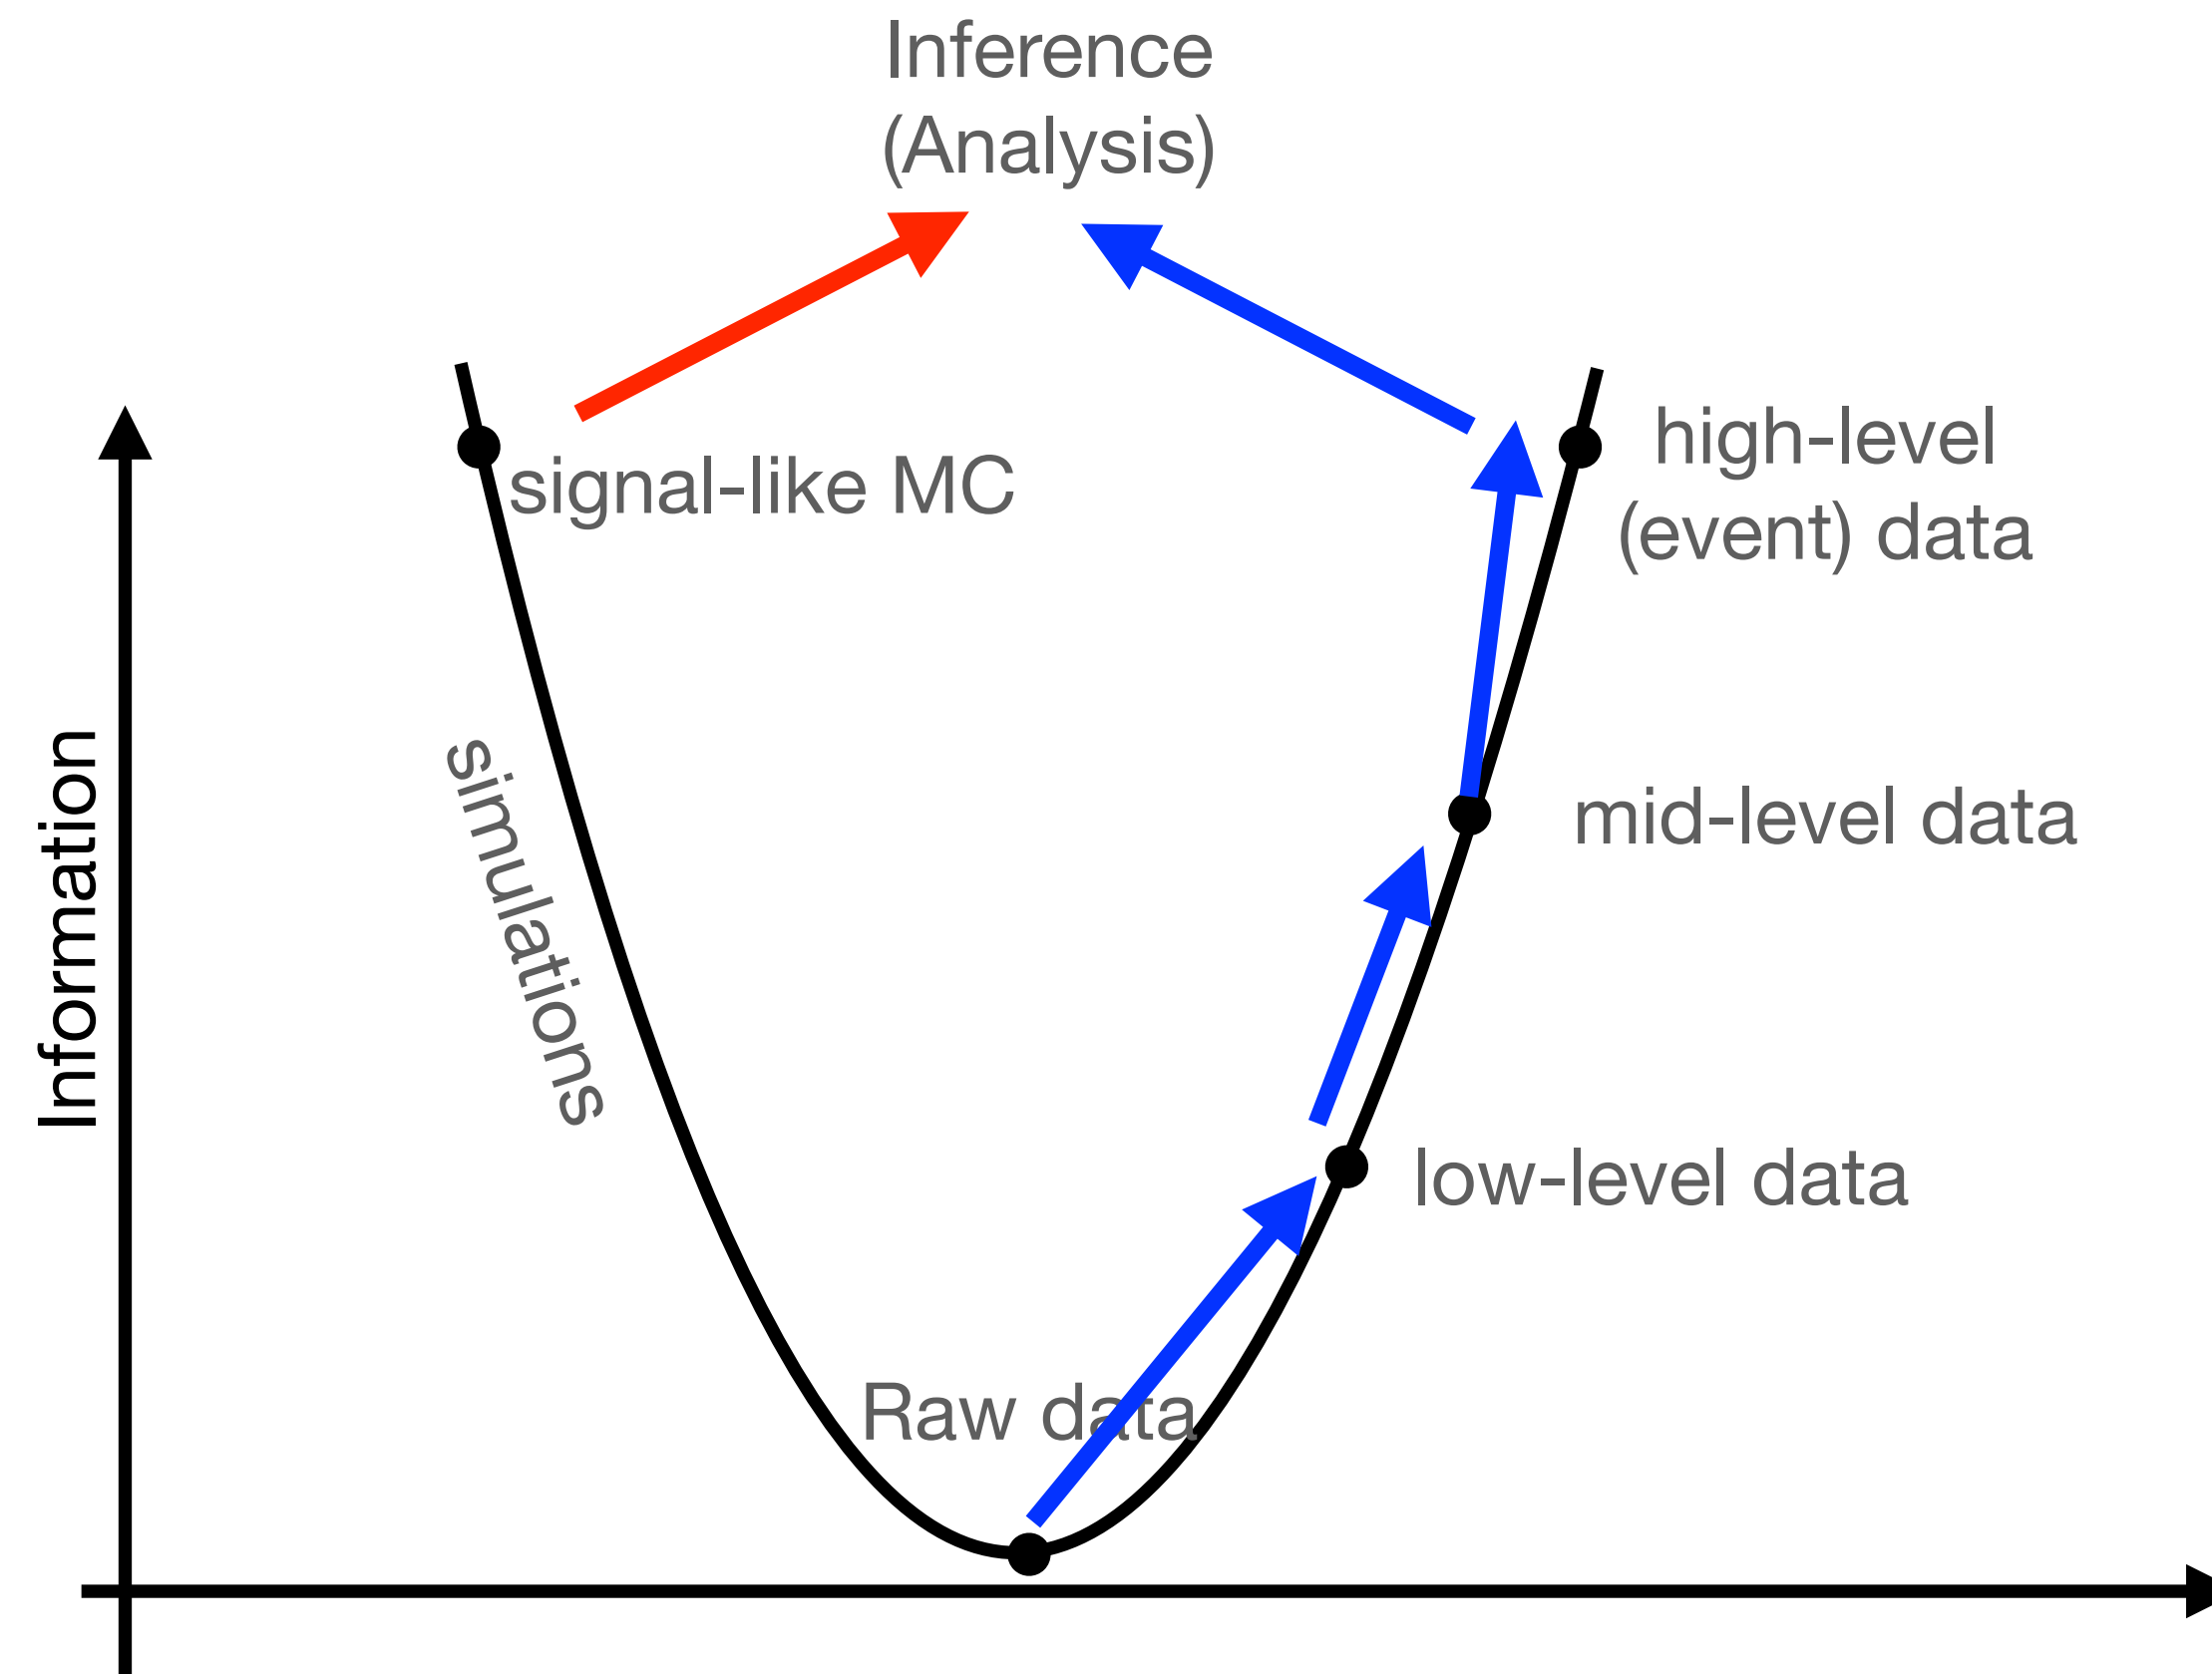 Inference
(Analysis)
signal-like MC
high-level
(event) data
Information
simulations
mid-level data
low-level data
Raw data